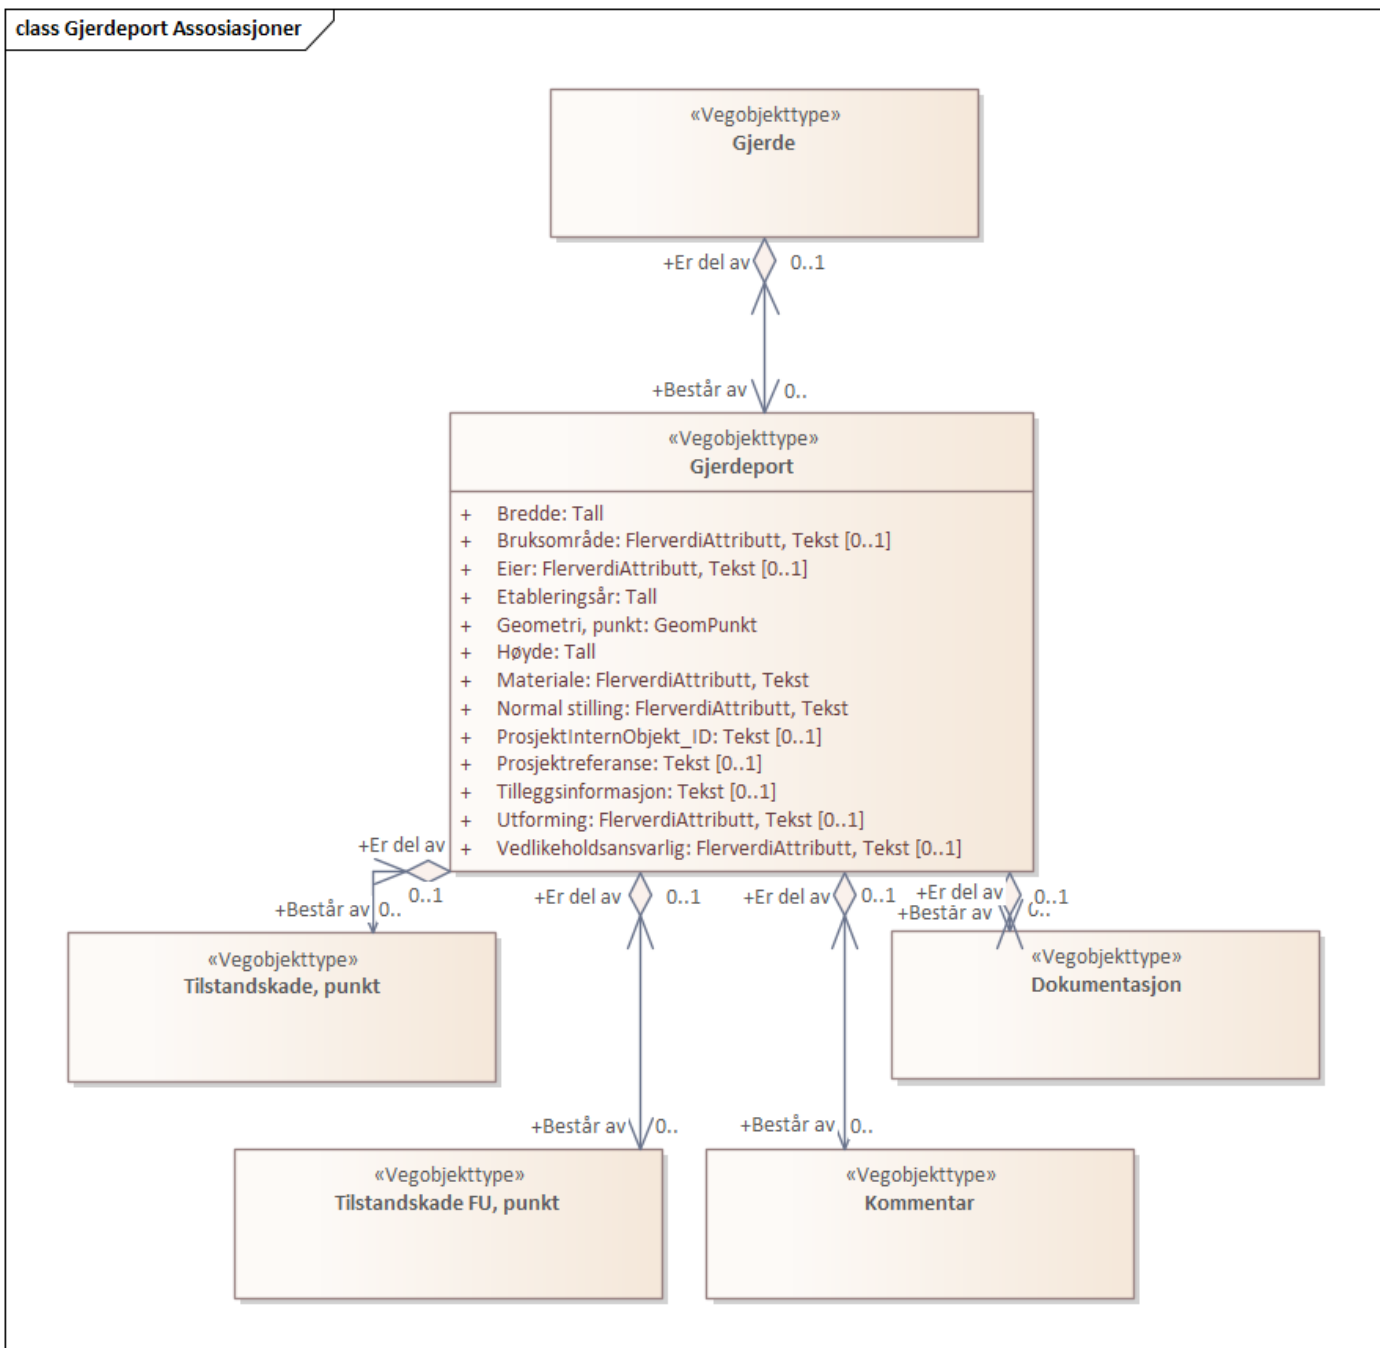 class Gjerdeport Assosiasjoner
«Vegobjekttype»
Gjerde
+Er del av 0..1
+Består av 0..
«Vegobjekttype»
Gjerdeport
+ Bredde: Tall
+ Bruksområde: FlerverdiAttributt, Tekst [0..1]
+ Eier: FlerverdiAttributt, Tekst [0..1]
+ Etableringsår: Tall
+ Geometri, punkt: GeomPunkt
+ Høyde: Tall
+ Materiale: FlerverdiAttributt, Tekst
+ Normal stilling: FlerverdiAttributt, Tekst
+ ProsjektInternObjekt_ID: Tekst [0..1]
+ Prosjektreferanse: Tekst [0..1]
+ Tilleggsinformasjon: Tekst [0..1]
+ Utforming: FlerverdiAttributt, Tekst [0..1]
+ Vedlikeholdsansvarlig: FlerverdiAttributt, Tekst [0..1]
+Er del av
0..1
+Består av 0..
+Er del av 0..1
+Er del av 0..1
+Er del av 0..1
+Består av 0..
«Vegobjekttype»
Tilstandskade, punkt
«Vegobjekttype»
Dokumentasjon
+Består av 0..
+Består av 0..
«Vegobjekttype»
Tilstandskade FU, punkt
«Vegobjekttype»
Kommentar